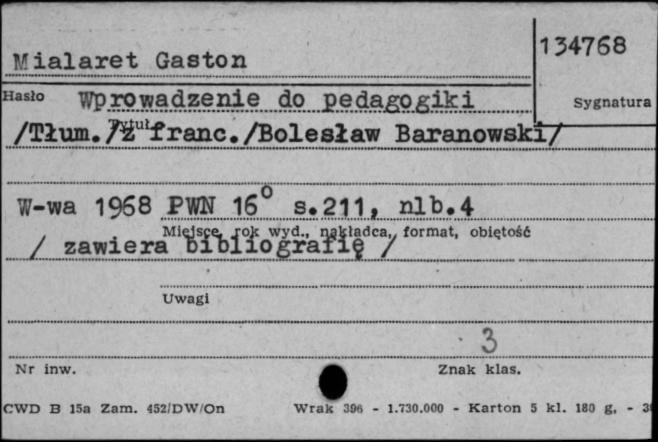 Mialaret Gaston
134768
Hasło
Wprowadzenie do pedagogiki
Sygnatura
/Tłum./z franc./Bolesław Baranowski/
Tytuł
W-wa 1968 PWN 16° s.211, nlb.4
Miejsce, rok wyd., nakładca, format, objętość
/ zawiera bibliografię /
Uwagi
3
Nr inw.
Znak klas.
CWD B 15a Zam. 452/DW/On
Wrak 396 - 1.730.000 - Karton 5 kl. 180 g, -